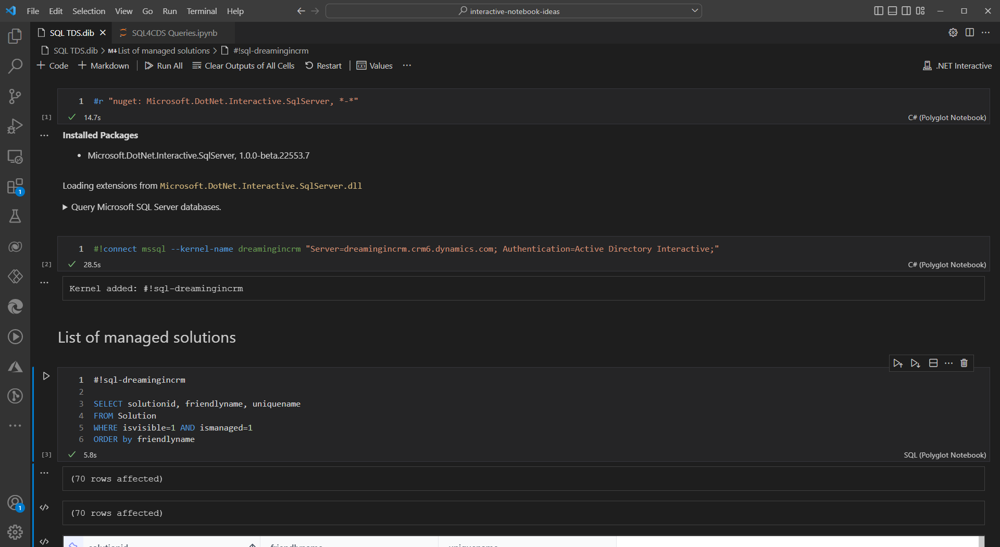 File Edit Selection View Go Run Terminal Help
interactive-notebook-ideas
SQL TDS.dib
SQL4CDS Queries.ipynb
SQL TDS.dib > M↓List of managed solutions > #!sql-dreamingincrm
+ Code + Markdown Run All Clear Outputs of All Cells Restart Values ... .NET Interactive
1 #r "nuget: Microsoft.DotNet.Interactive.SqlServer, *-*"
[1] 14.7s C# (Polyglot Notebook)
... Installed Packages
• Microsoft.DotNet.Interactive.SqlServer, 1.0.0-beta.22553.7
Loading extensions from Microsoft.DotNet.Interactive.SqlServer.dll
Query Microsoft SQL Server databases.
1 #!connect mssql --kernel-name dreamingincrm "Server=dreamingincrm.crm6.dynamics.com; Authentication=Active Directory Interactive;"
[2] 28.5s C# (Polyglot Notebook)
... Kernel added: #!sql-dreamingincrm
List of managed solutions
1 #!sql-dreamingincrm
2
3 SELECT solutionid, friendlyname, uniquename
4 FROM Solution
5 WHERE isvisible=1 AND ismanaged=1
6 ORDER by friendlyname
[3] 5.8s SQL (Polyglot Notebook)
... (70 rows affected)
</> (70 rows affected)
</> solutionid friendlyname uniquename
1
1